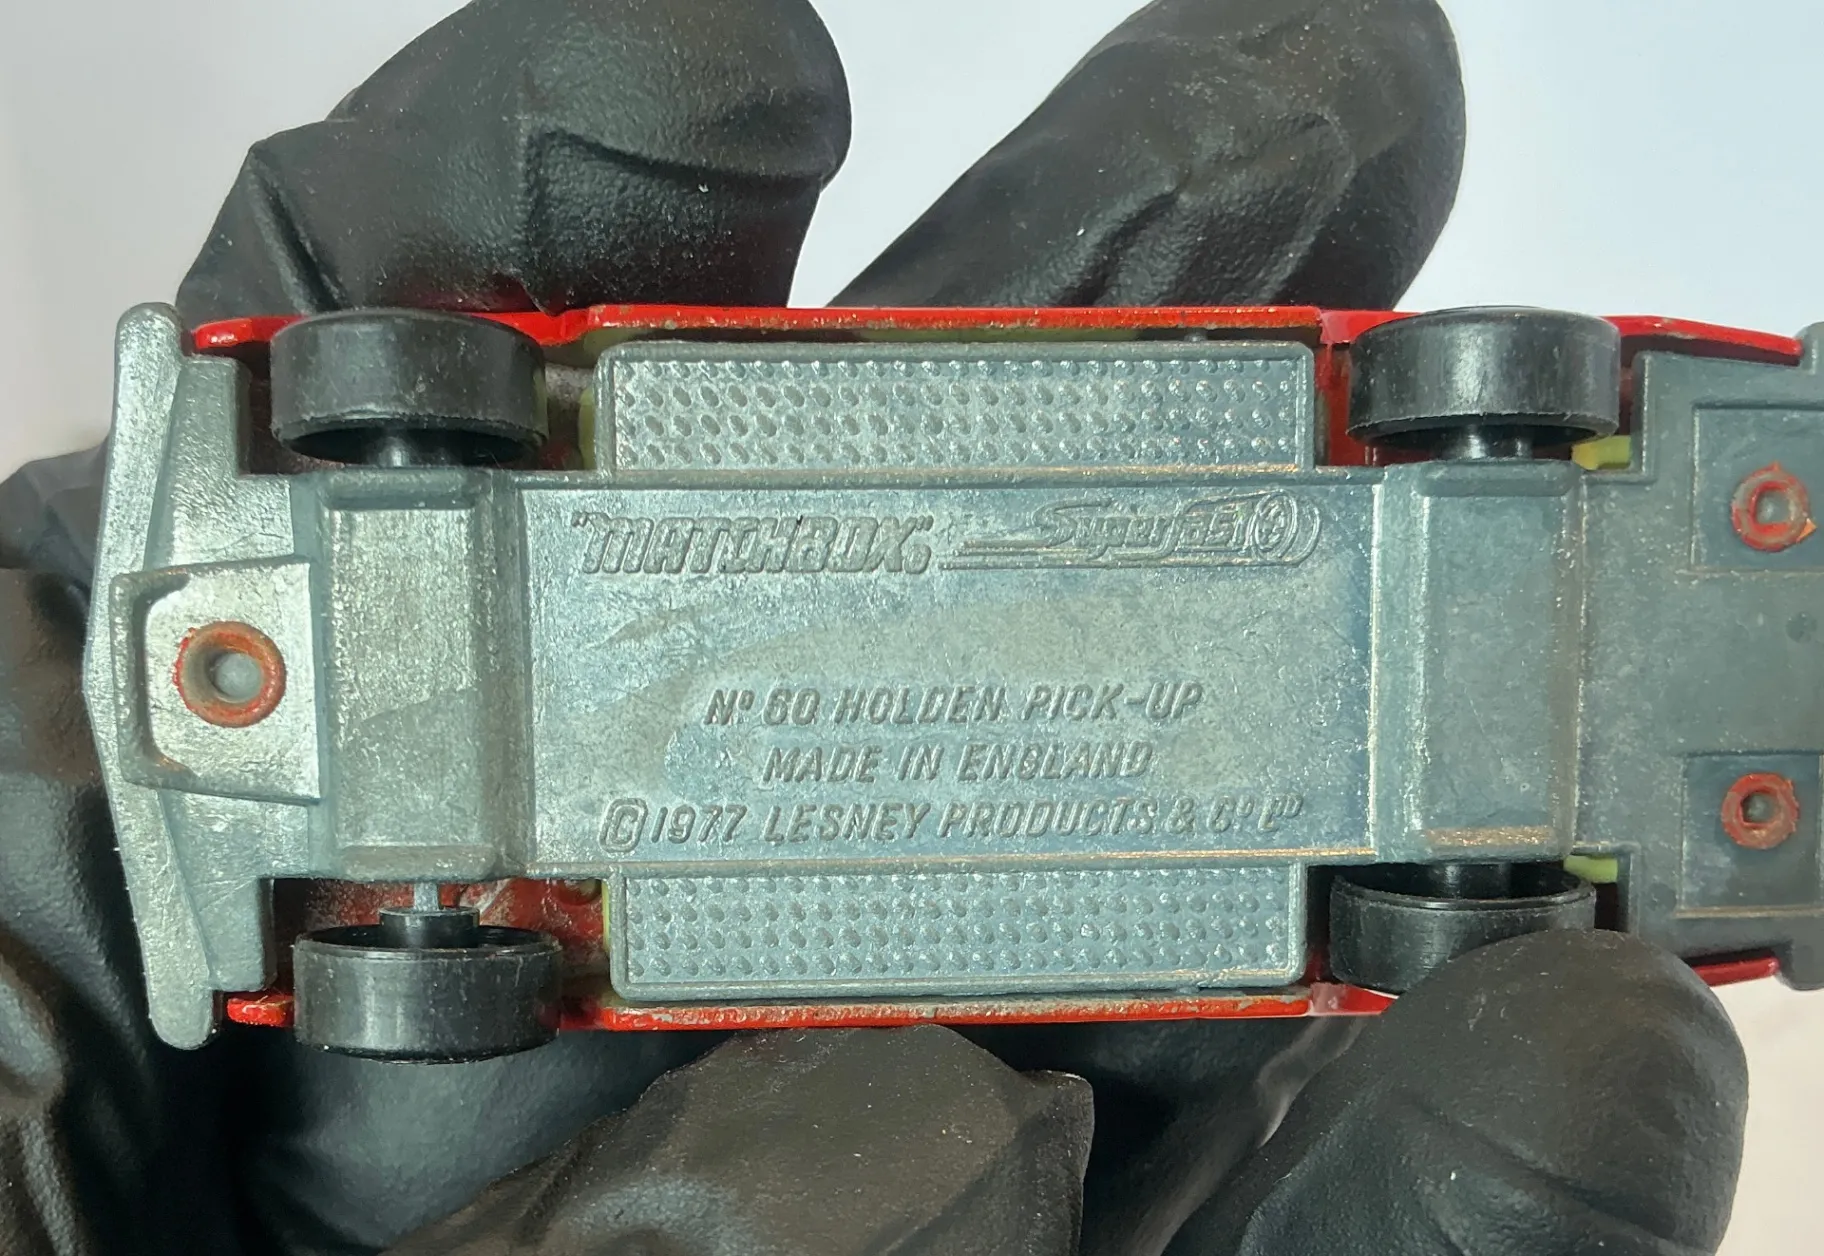 "MATCHBOX" Superfast
Nº 60 HOLDEN PICK-UP
MADE IN ENGLAND
© 1977 LESNEY PRODUCTS & Cº Lᵀᴰ